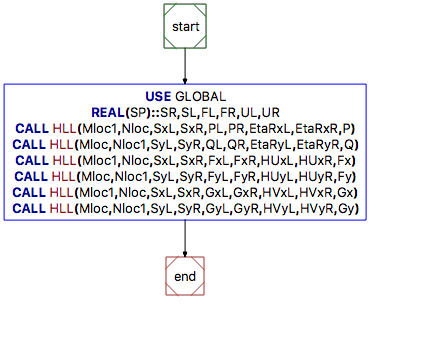 start
USE GLOBAL
REAL(SP)::SR,SL,FL,FR,UL,UR
CALL HLL(Mloc1,Nloc,SxL,SxR,PL,PR,EtaRxL,EtaRxR,P)
CALL HLL(Mloc,Nloc1,SyL,SyR,QL,QR,EtaRyL,EtaRyR,Q)
CALL HLL(Mloc1,Nloc,SxL,SxR,FxL,FxR,HUxL,HUxR,Fx)
CALL HLL(Mloc,Nloc1,SyL,SyR,FyL,FyR,HUyL,HUyR,Fy)
CALL HLL(Mloc1,Nloc,SxL,SxR,GxL,GxR,HVxL,HVxR,Gx)
CALL HLL(Mloc,Nloc1,SyL,SyR,GyL,GyR,HVyL,HVyR,Gy)
end